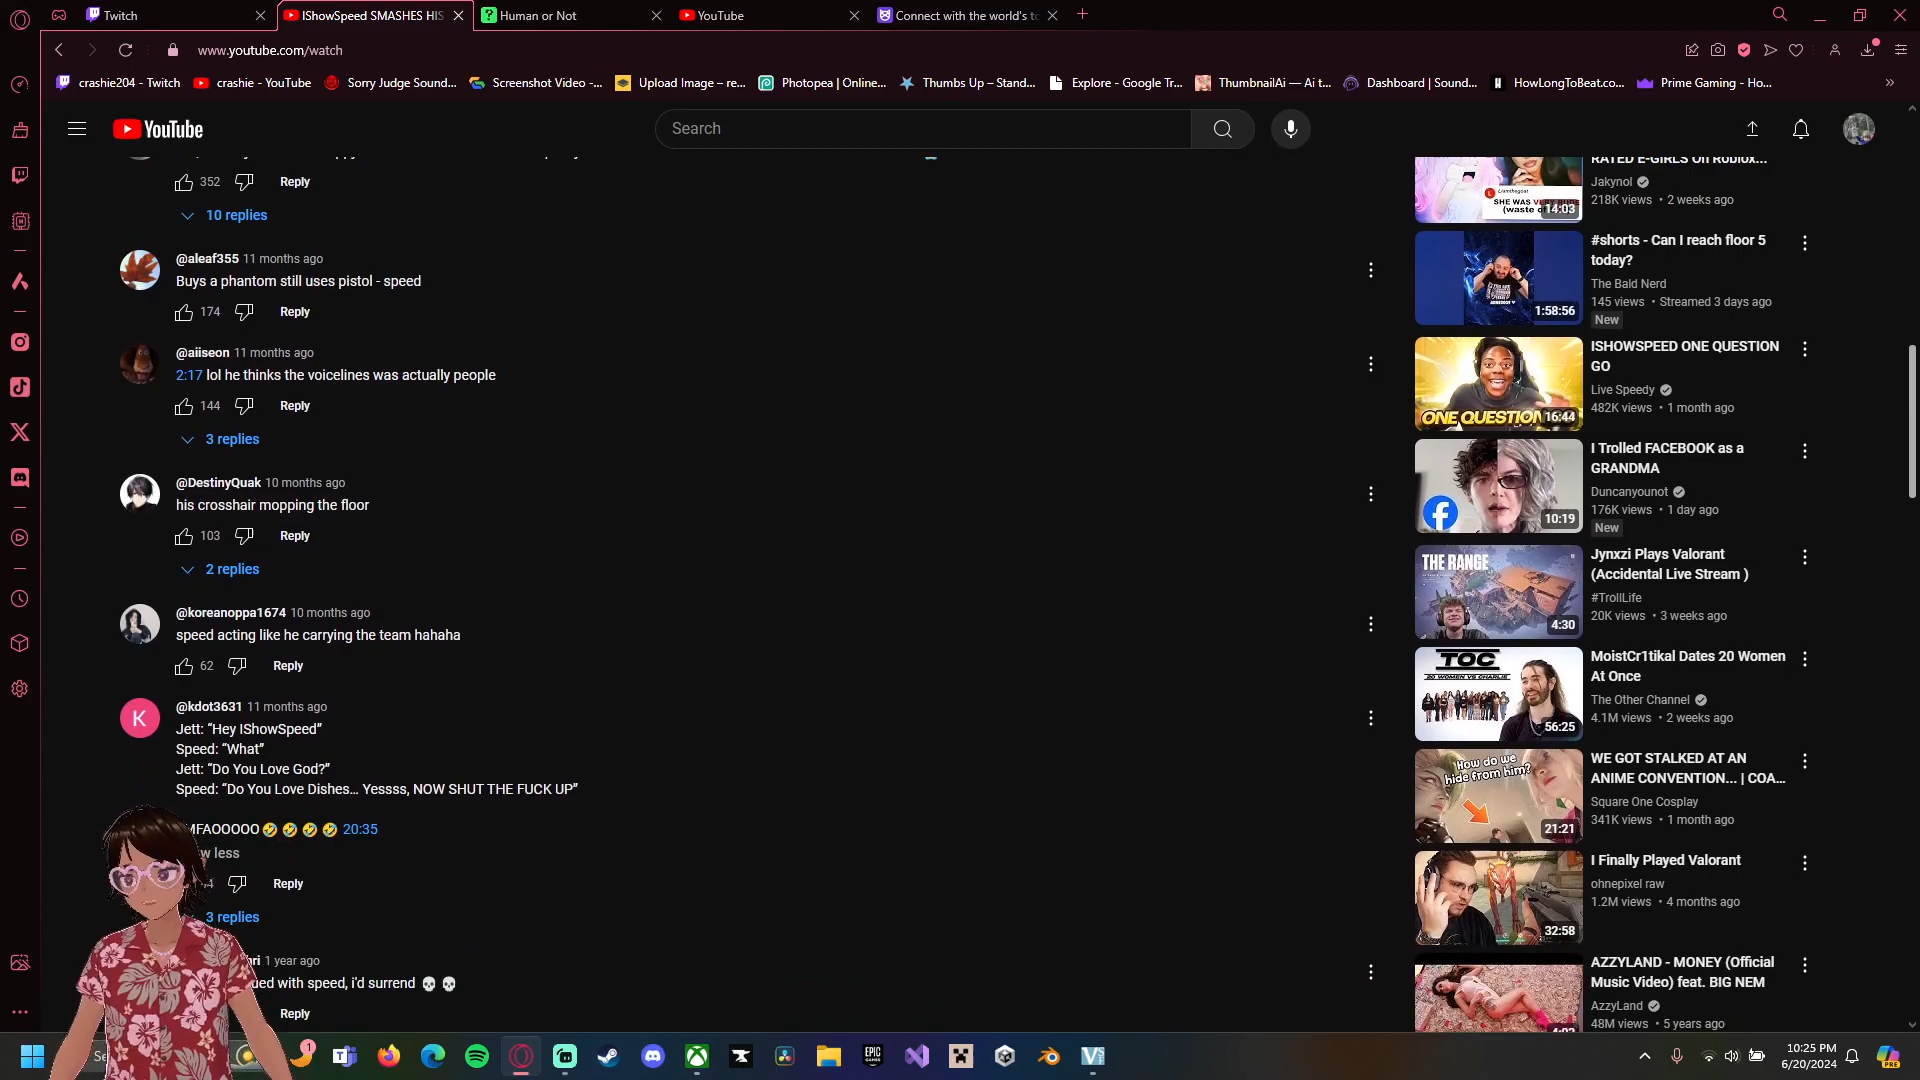 Twitch
IShowSpeed SMASHES HIS
Human or Not
YouTube
Connect with the world's to
www.youtube.com/watch
crashie204 - Twitch
crashie - YouTube
Sorry Judge Sound...
Screenshot Video -...
Upload Image – re...
Photopea | Online...
Thumbs Up – Stand...
Explore - Google Tr...
ThumbnailAi — Ai t...
Dashboard | Sound...
HowLongToBeat.co...
Prime Gaming - Ho...
YouTube
Search
352
Reply
10 replies
@aleaf355 11 months ago
Buys a phantom still uses pistol - speed
174
Reply
@aiiseon 11 months ago
2:17 lol he thinks the voicelines was actually people
144
Reply
3 replies
@DestinyQuak 10 months ago
his crosshair mopping the floor
103
Reply
2 replies
@koreanoppa1674 10 months ago
speed acting like he carrying the team hahaha
62
Reply
K
@kdot3631 11 months ago
Jett: “Hey IShowSpeed”
Speed: “What”
Jett: “Do You Love God?”
Speed: “Do You Love Dishes… Yessss, NOW SHUT THE FUCK UP”
MFAOOOOO🤣🤣🤣🤣 20:35
less
Reply
3 replies
1 year ago
with speed, i'd surrend 💀💀
Reply
RATED E-GIRLS On Roblox...
Jakynol
218K views • 2 weeks ago
Liamthegoat
SHE WAS VERY RUDE
(waste of
14:03
#shorts - Can I reach floor 5
today?
The Bald Nerd
145 views • Streamed 3 days ago
New
1:58:56
ISHOWSPEED ONE QUESTION
GO
Live Speedy
482K views • 1 month ago
ONE QUESTION
16:44
I Trolled FACEBOOK as a
GRANDMA
Duncanyounot
176K views • 1 day ago
New
10:19
Jynxzi Plays Valorant
(Accidental Live Stream )
#TrollLife
20K views • 3 weeks ago
THE RANGE
4:30
MoistCr1tikal Dates 20 Women
At Once
The Other Channel
4.1M views • 2 weeks ago
TOC
20 WOMEN VS CHARLIE
56:25
WE GOT STALKED AT AN
ANIME CONVENTION... | COA...
Square One Cosplay
341K views • 1 month ago
How do we
hide from him?
21:21
I Finally Played Valorant
ohnepixel raw
1.2M views • 4 months ago
32:58
AZZYLAND - MONEY (Official
Music Video) feat. BIG NEM
AzzyLand
48M views • 5 years ago
1
EPIC
GAMES
PRE
10:25 PM
6/20/2024